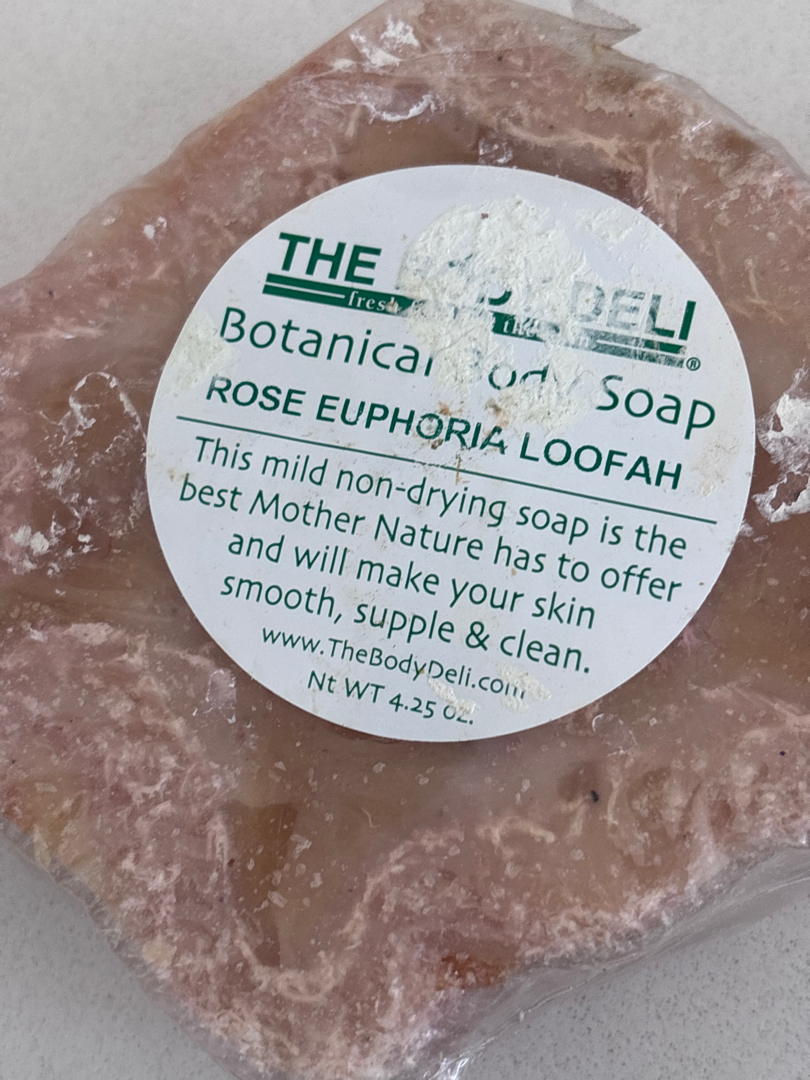 THE DELI
fresh
Botanical Body Soap
ROSE EUPHORIA LOOFAH
This mild non-drying soap is the
best Mother Nature has to offer
and will make your skin
smooth, supple & clean.
www.TheBodyDeli.com
Nt WT 4.25 oz.